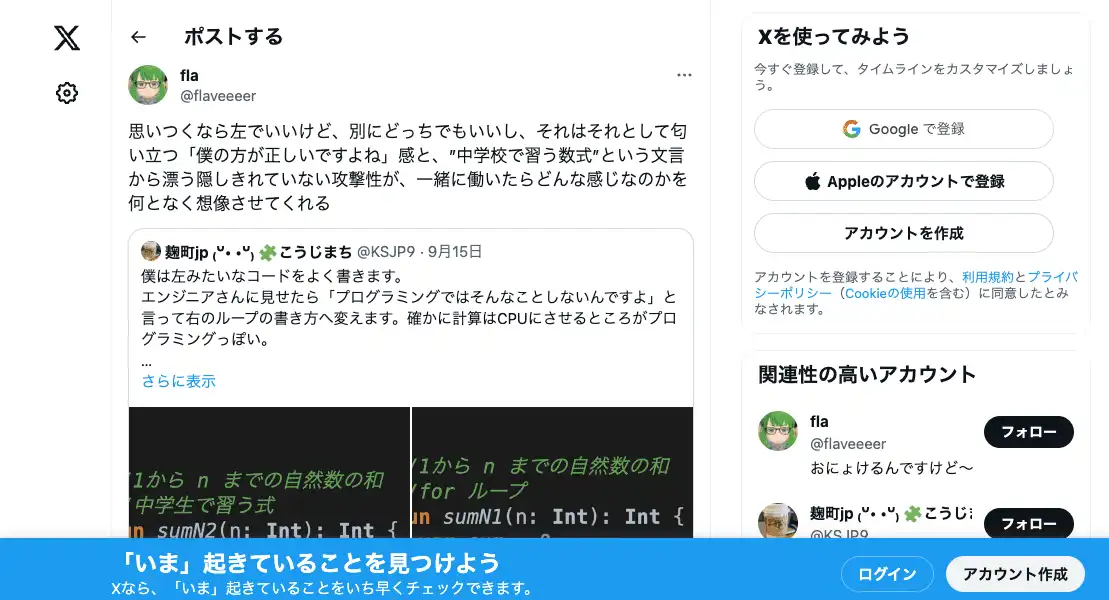 ポストする
fla
@flaveeeer
思いつくなら左でいいけど、別にどっちでもいいし、それはそれとして匂
い立つ「僕の方が正しいですよね」感と、”中学校で習う数式”という文言
から漂う隠しきれていない攻撃性が、一緒に働いたらどんな感じなのかを
何となく想像させてくれる
麹町jp ₍ᐡ• •ᐡ₎ 🧩こうじまち @KSJP9 · 9月15日
僕は左みたいなコードをよく書きます。
エンジニアさんに見せたら「プログラミングではそんなことしないんですよ」と
言って右のループの書き方へ変えます。確かに計算はCPUにさせるところがプロ
グラミングっぽい。
...
さらに表示
/1から n までの自然数の和
中学生で習う式
un sumN2(n: Int): Int {
/1から n までの自然数の和
/for ループ
un sumN1(n: Int): Int {
Xを使ってみよう
今すぐ登録して、タイムラインをカスタマイズしましょ
う。
Google で登録
Appleのアカウントで登録
アカウントを作成
アカウントを登録することにより、利用規約とプライバ
シーポリシー（Cookieの使用を含む）に同意したとみ
なされます。
関連性の高いアカウント
fla
@flaveeeer
フォロー
おにょけるんですけど〜
麹町jp ₍ᐡ• •ᐡ₎ 🧩こうじま
@KSJP9
フォロー
「いま」起きていることを見つけよう
Xなら、「いま」起きていることをいち早くチェックできます。
ログイン
アカウント作成